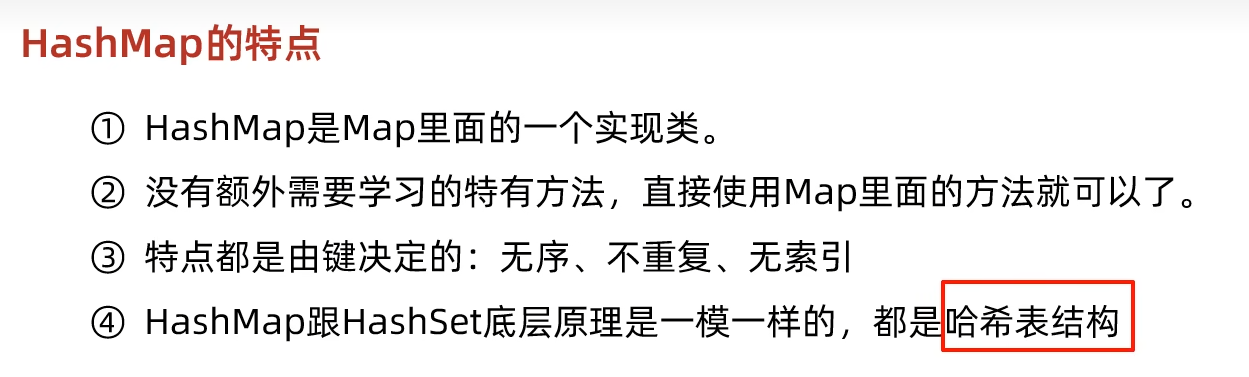 HashMap的特点
① HashMap是Map里面的一个实现类。
② 没有额外需要学习的特有方法，直接使用Map里面的方法就可以了。
③ 特点都是由键决定的：无序、不重复、无索引
④ HashMap跟HashSet底层原理是一模一样的，都是哈希表结构